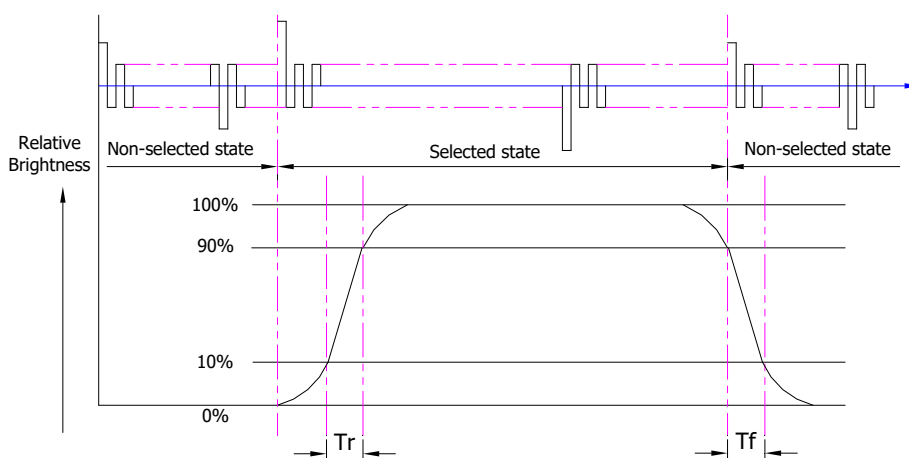 Relative
Brightness
Non-selected state
Selected state
Non-selected state
100%
90%
10%
0%
Tr
Tf